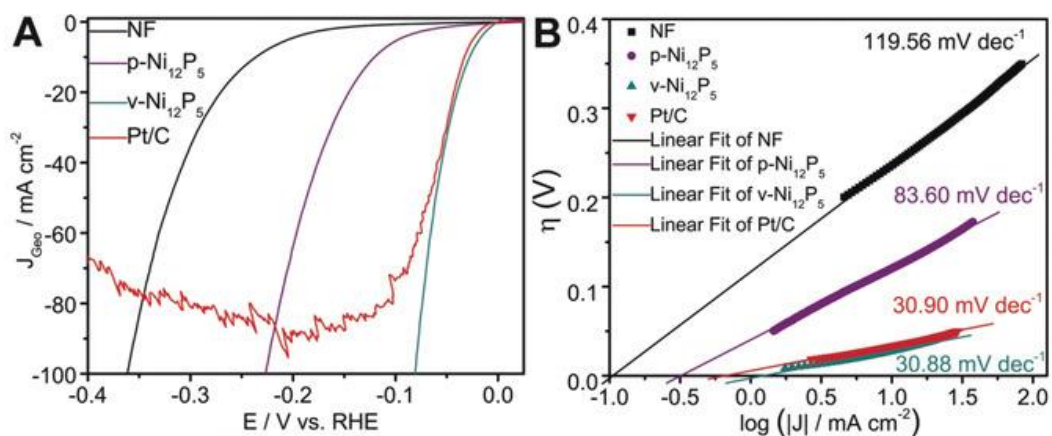 A
NF
p-Ni₁₂P₅
v-Ni₁₂P₅
Pt/C
0
-20
-40
-60
-80
-100
J_Geo / mA cm⁻²
-0.4
-0.3
-0.2
-0.1
0.0
E / V vs. RHE
B
NF
p-Ni₁₂P₅
v-Ni₁₂P₅
Pt/C
Linear Fit of NF
Linear Fit of p-Ni₁₂P₅
Linear Fit of v-Ni₁₂P₅
Linear Fit of Pt/C
119.56 mV dec⁻¹
83.60 mV dec⁻¹
30.90 mV dec⁻¹
30.88 mV dec⁻¹
0.4
0.3
0.2
0.1
0.0
η (V)
-1.0
-0.5
0.0
0.5
1.0
1.5
2.0
log (|J| / mA cm⁻²)